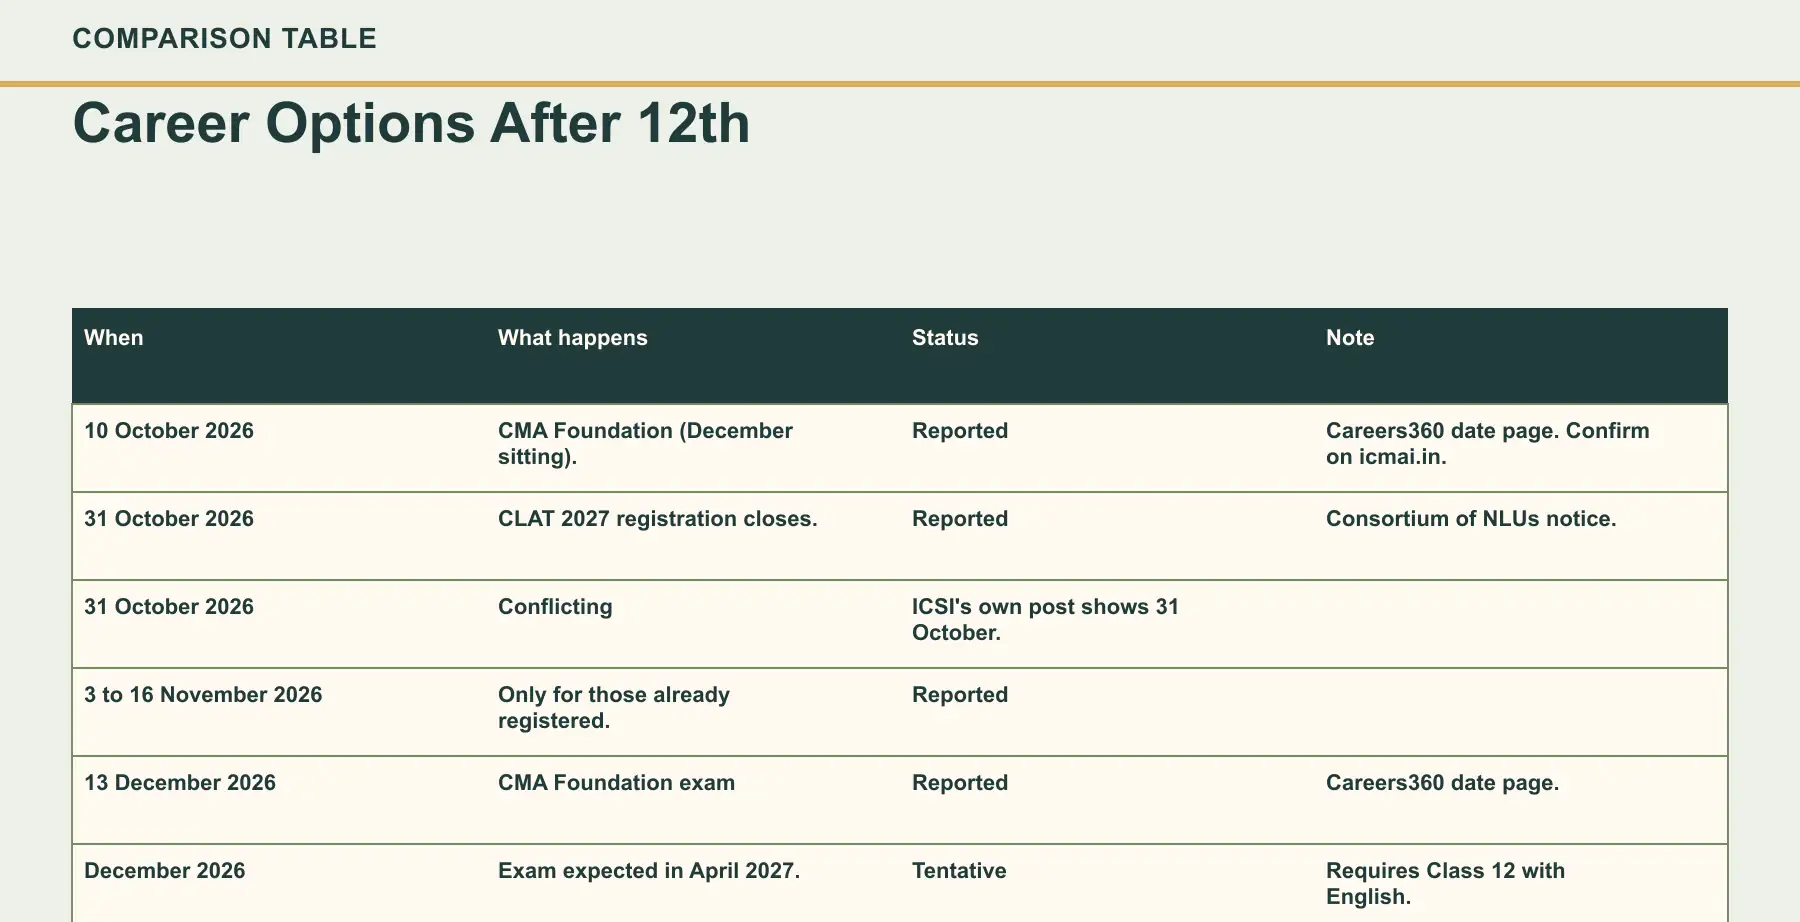 COMPARISON TABLE
Career Options After 12th
When What happens Status Note
10 October 2026 CMA Foundation (December Reported Careers360 date page. Confirm
sitting). on icmai.in.
31 October 2026 CLAT 2027 registration closes. Reported Consortium of NLUs notice.
31 October 2026 Conflicting ICSI's own post shows 31
October.
3 to 16 November 2026 Only for those already Reported
registered.
13 December 2026 CMA Foundation exam Reported Careers360 date page.
December 2026 Exam expected in April 2027. Tentative Requires Class 12 with
English.